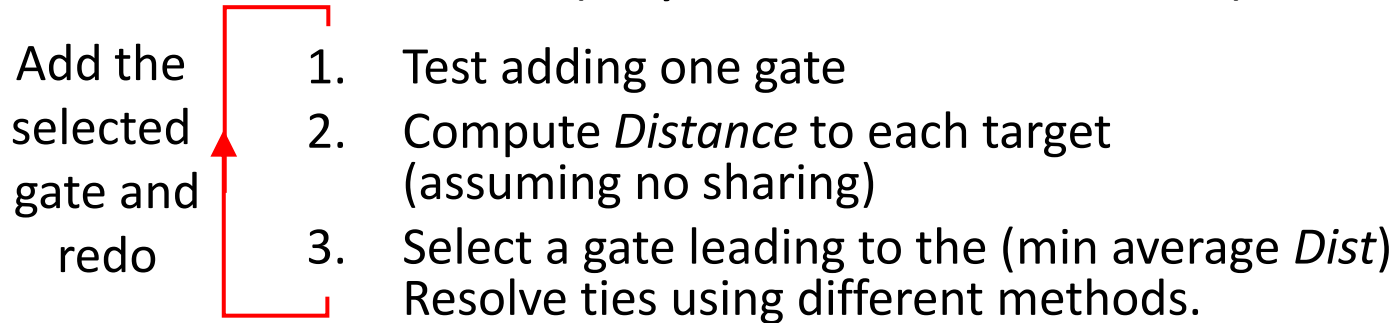 Add the
selected
gate and
redo
1. Test adding one gate
2. Compute Distance to each target
(assuming no sharing)
3. Select a gate leading to the (min average Dist)
Resolve ties using different methods.